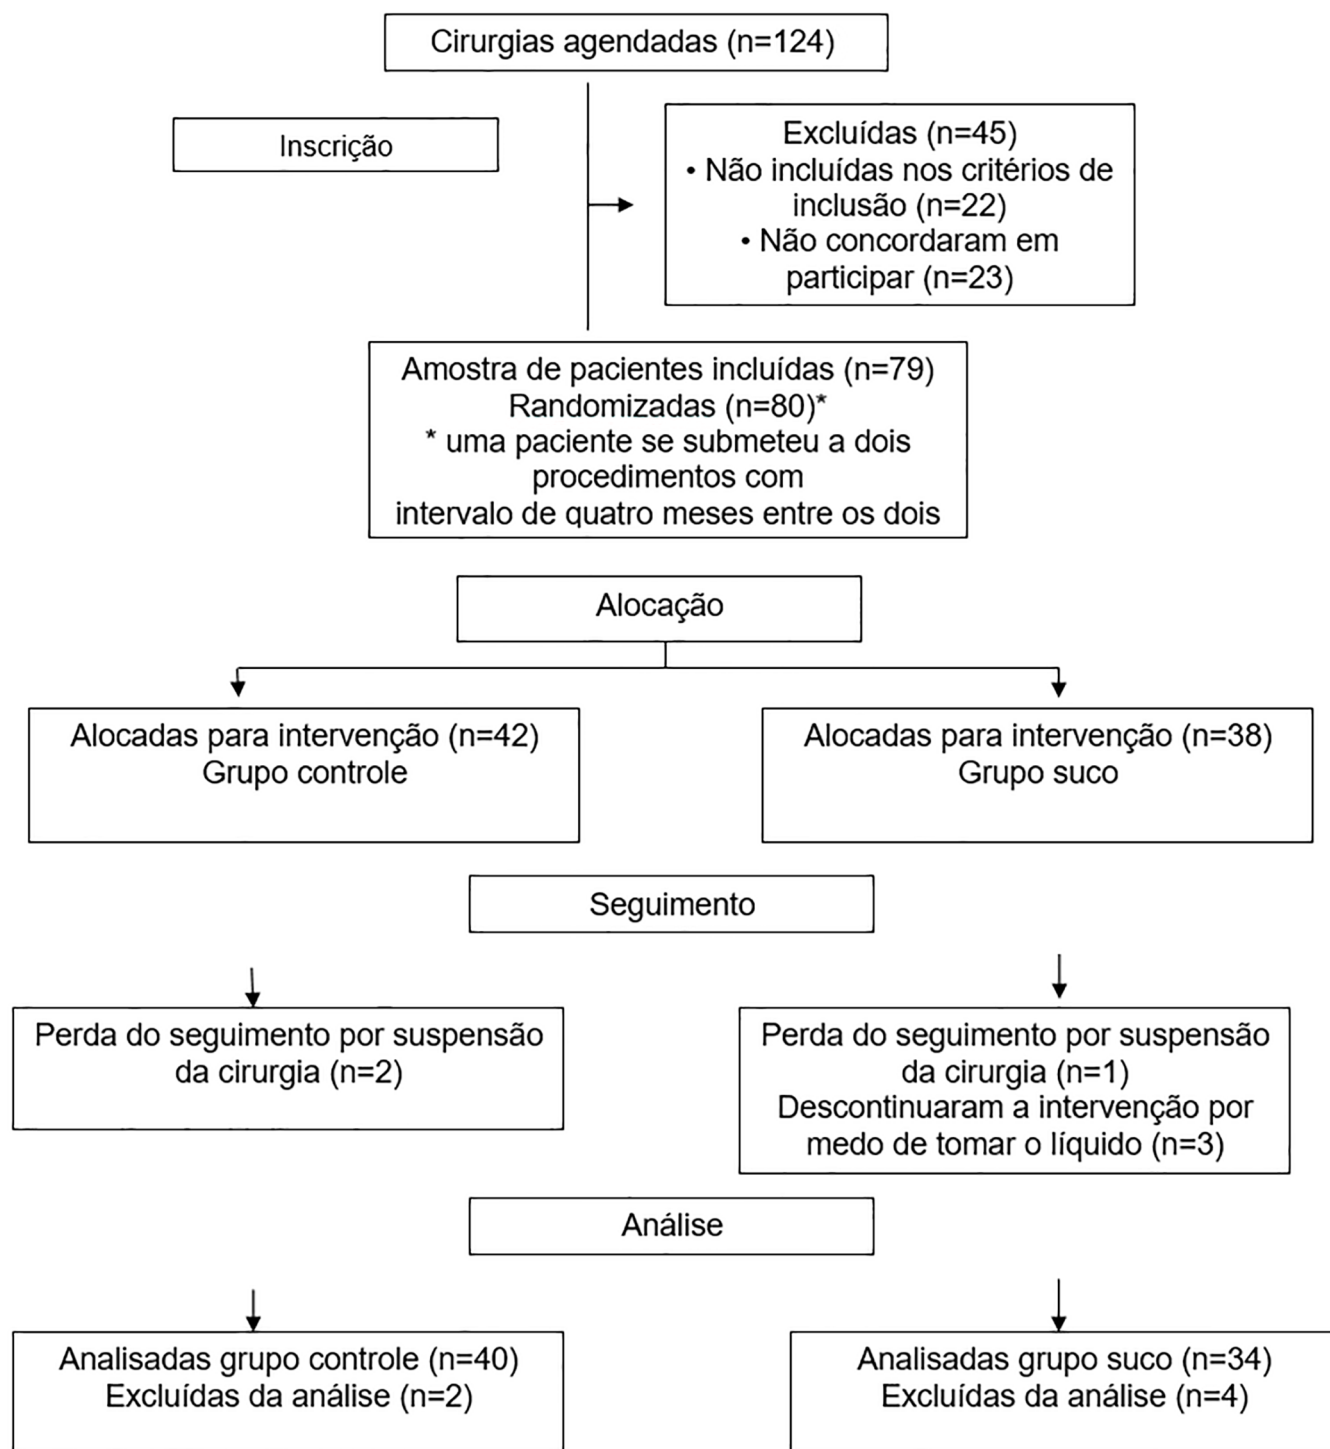 Cirurgias agendadas (n=124)
Inscrição
Excluídas (n=45)
• Não incluídas nos critérios de
inclusão (n=22)
• Não concordaram em
participar (n=23)
Amostra de pacientes incluídas (n=79)
Randomizadas (n=80)*
* uma paciente se submeteu a dois
procedimentos com
intervalo de quatro meses entre os dois
Alocação
Alocadas para intervenção (n=42)
Grupo controle
Alocadas para intervenção (n=38)
Grupo suco
Seguimento
Perda do seguimento por suspensão
da cirurgia (n=2)
Perda do seguimento por suspensão
da cirurgia (n=1)
Descontinuaram a intervenção por
medo de tomar o líquido (n=3)
Análise
Analisadas grupo controle (n=40)
Excluídas da análise (n=2)
Analisadas grupo suco (n=34)
Excluídas da análise (n=4)